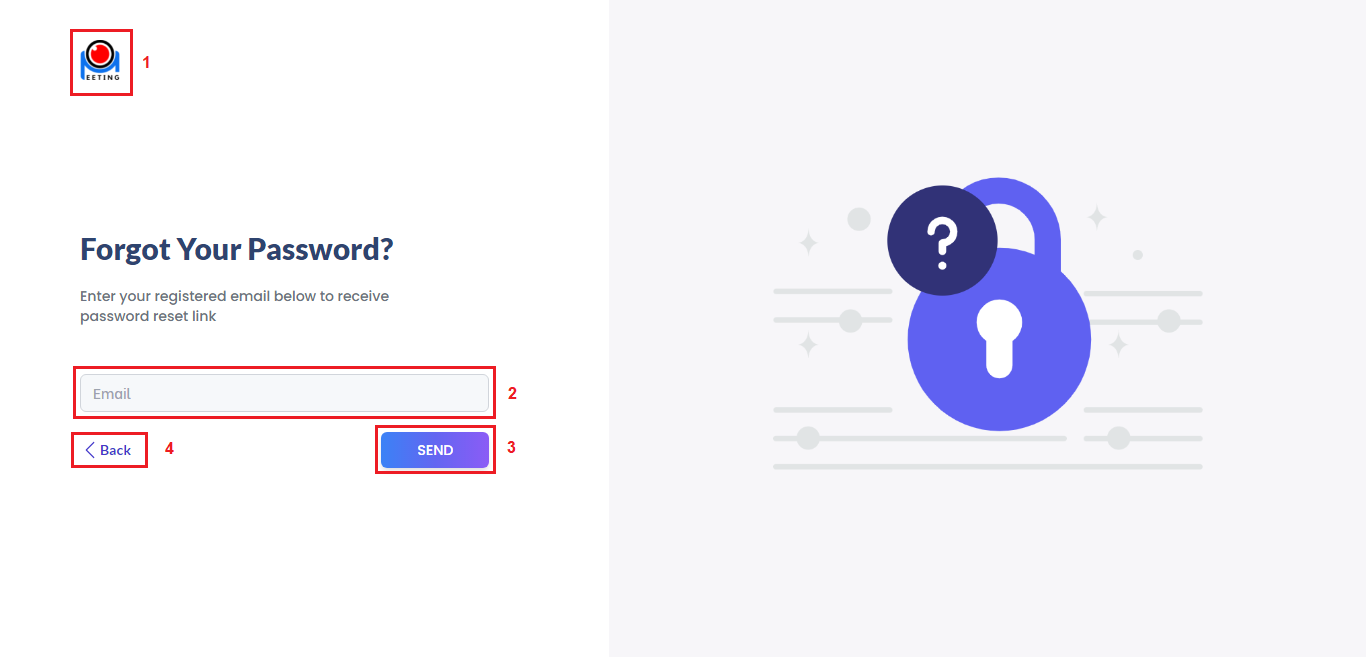 EETING
1
Forgot Your Password?
Enter your registered email below to receive
password reset link
Email
2
Back
4
SEND
3
?